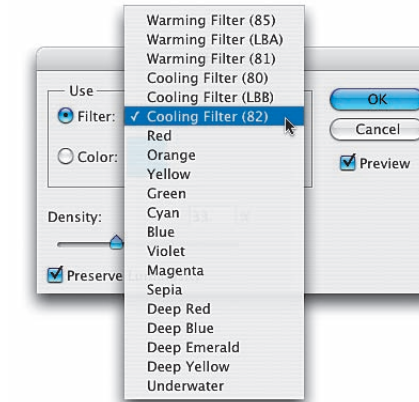 Warming Filter (85)
Warming Filter (LBA)
Warming Filter (81)
Cooling Filter (80)
Cooling Filter (LBB)
✓ Cooling Filter (82)
Red
Orange
Yellow
Green
Cyan
Blue
Violet
Magenta
Sepia
Deep Red
Deep Blue
Deep Emerald
Deep Yellow
Underwater
Use
Filter:
Color:
Density:
Preserve
OK
Cancel
Preview